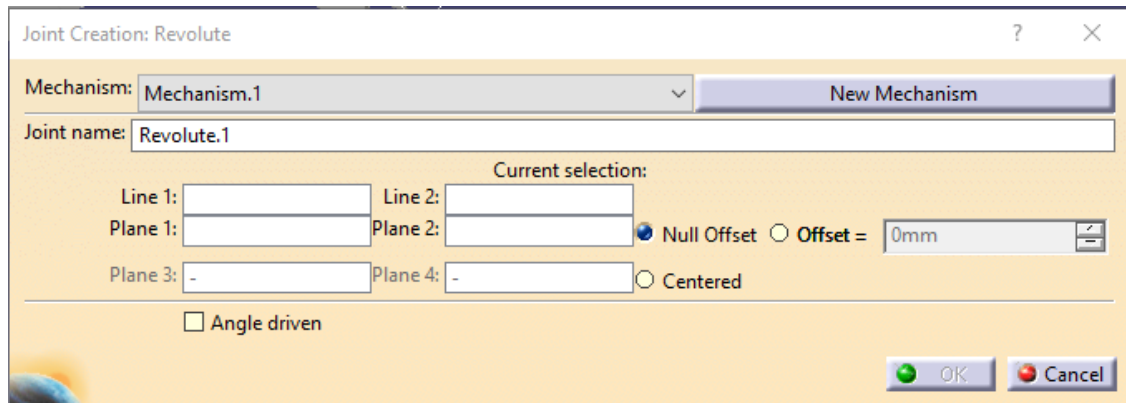 Joint Creation: Revolute ? ×
Mechanism: Mechanism.1 New Mechanism
Joint name: Revolute.1
Current selection:
Line 1: Line 2:
Plane 1: Plane 2: Null Offset Offset = 0mm
Plane 3: - Plane 4: - Centered
Angle driven
OK Cancel